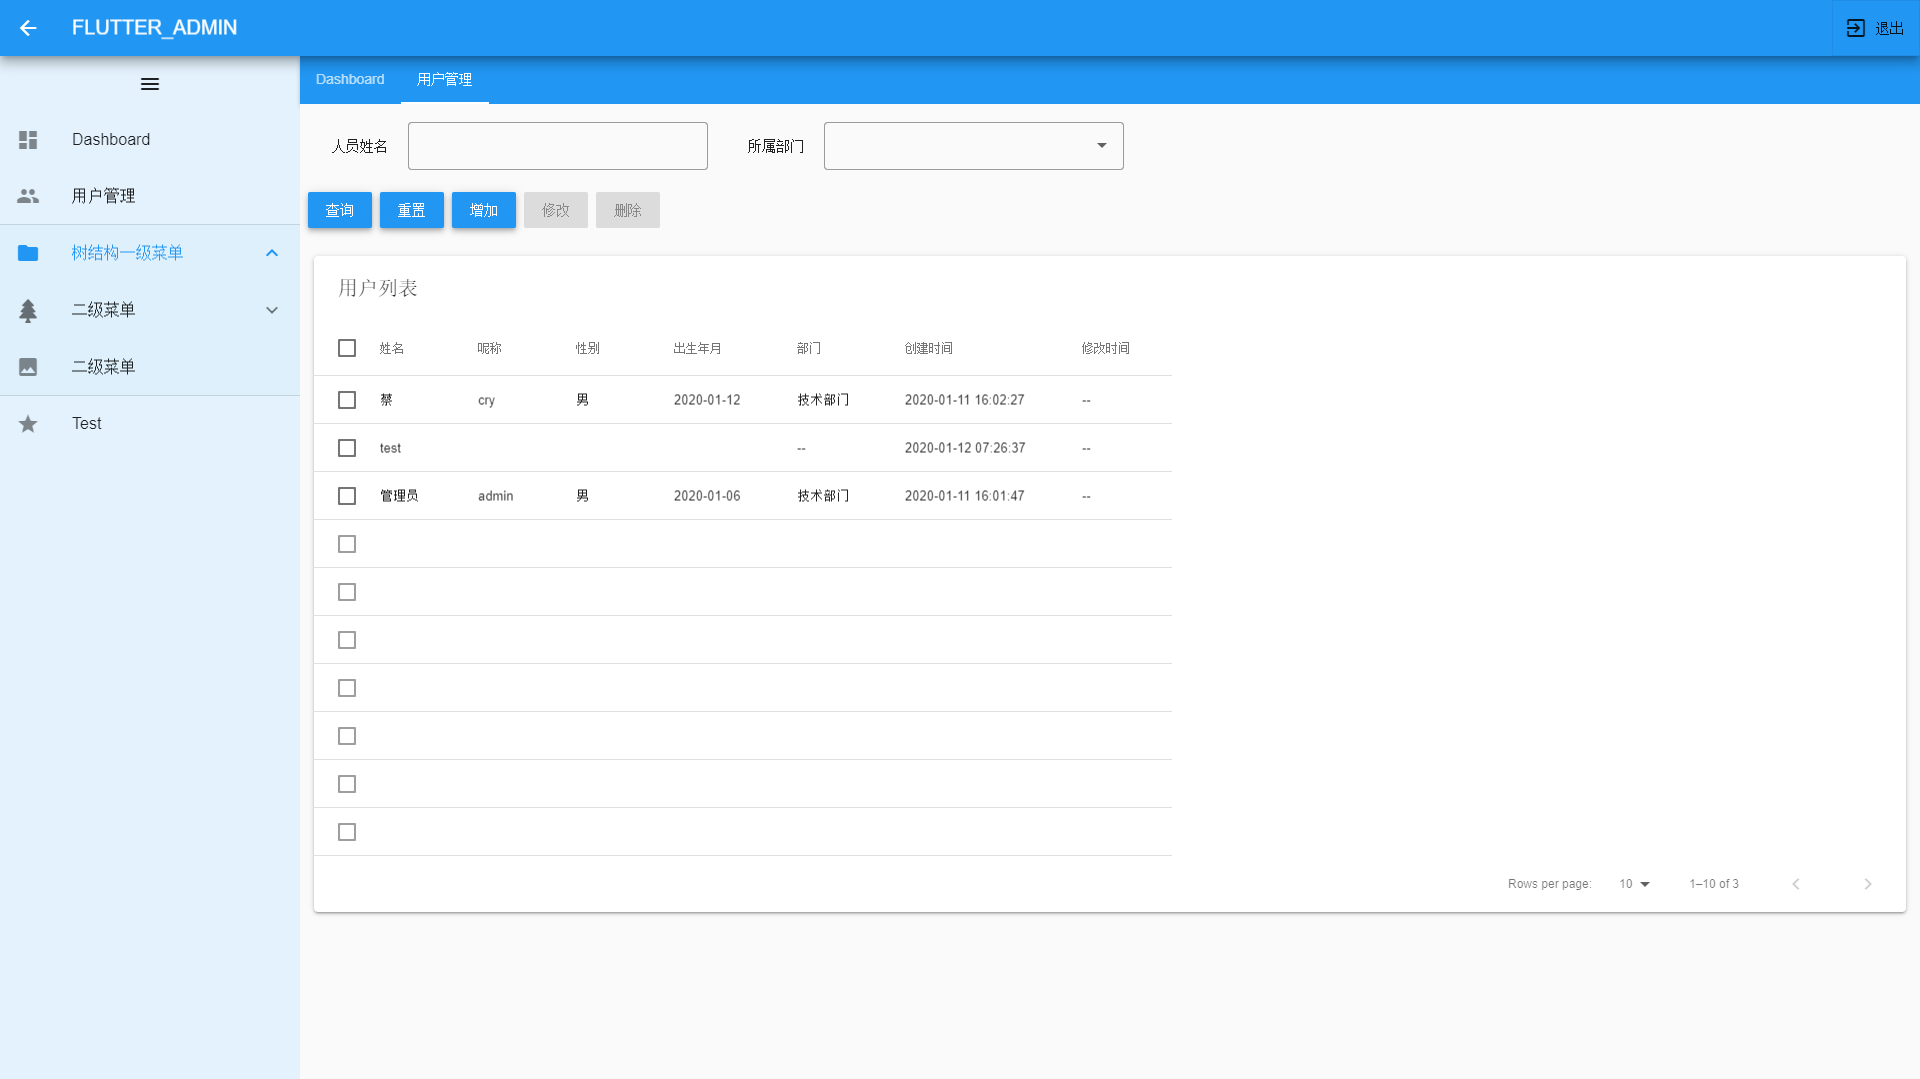 FLUTTER_ADMIN
退出
Dashboard
用户管理
树结构一级菜单
二级菜单
二级菜单
Test
Dashboard 用户管理
人员姓名 所属部门
查询 重置 增加 修改 删除
用户列表
姓名 昵称 性别 出生年月 部门 创建时间 修改时间
蔡 cry 男 2020-01-12 技术部门 2020-01-11 16:02:27 --
test -- 2020-01-12 07:26:37 --
管理员 admin 男 2020-01-06 技术部门 2020-01-11 16:01:47 --
Rows per page: 10 1–10 of 3